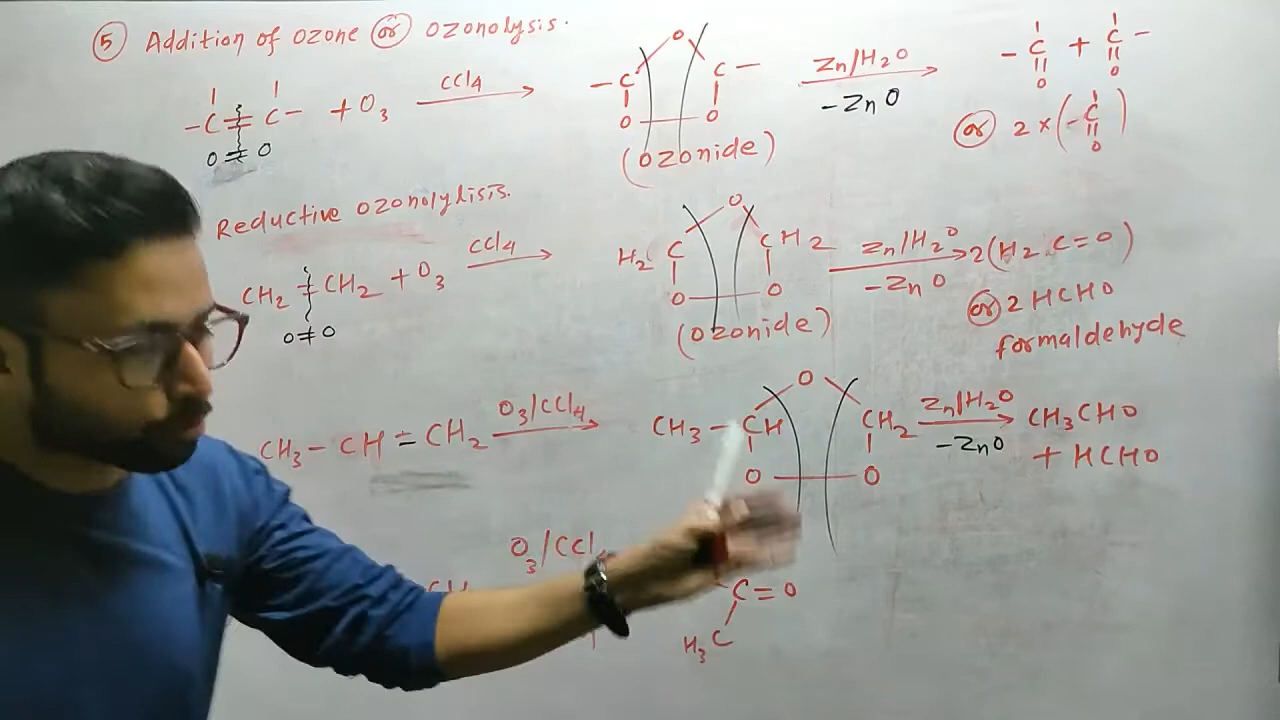 ⑤ Addition of ozone or ozonolysis.
-C=C- + O3 CCl4 → -C C- O O O Zn/H2O → -ZnO -C=O + C=O -
O≠O
(ozonide)
or 2×(-C=O)
Reductive ozonolylisis.
CH2=CH2 + O3 CCl4 → H2C CH2 O O O Zn/H2O → -ZnO 2(H2C=O)
O≠O
(ozonide)
or 2HCHO
formaldehyde
CH3-CH=CH2 O3/CCl4 → CH3-CH CH2 O O O Zn/H2O → -ZnO CH3CHO
+ HCHO
O3/CCl4
C=O
H3C